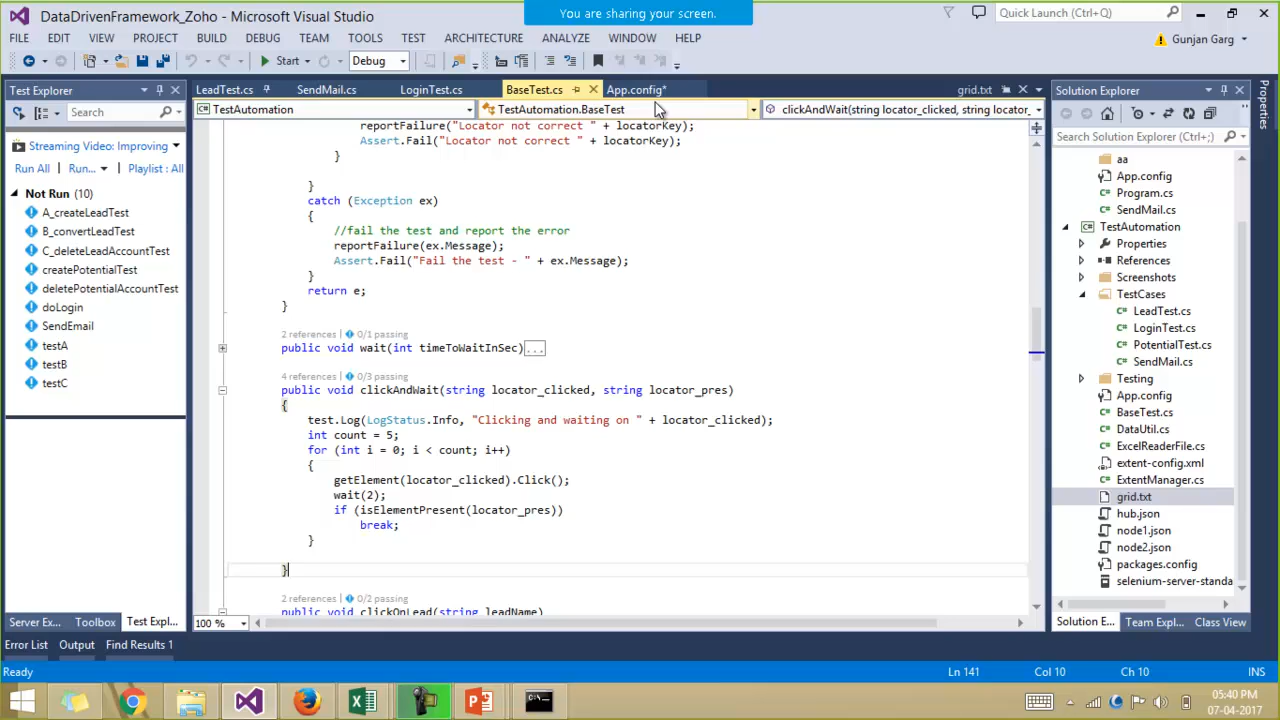 DataDrivenFramework_Zoho - Microsoft Visual Studio
You are sharing your screen.
Quick Launch (Ctrl+Q)
FILE EDIT VIEW PROJECT BUILD DEBUG TEAM TOOLS TEST ARCHITECTURE ANALYZE WINDOW HELP
Gunjan Garg
Start Debug
Test Explorer
LeadTest.cs SendMail.cs LoginTest.cs BaseTest.cs App.config* grid.txt
Solution Explorer
Search
TestAutomation TestAutomation.BaseTest clickAndWait(string locator_clicked, string locator_
Search Solution Explorer (Ctrl+;)
Streaming Video: Improving
Run All Run... Playlist : All
Not Run (10)
A_createLeadTest
B_convertLeadTest
C_deleteLeadAccountTest
createPotentialTest
deletePotentialAccountTest
doLogin
SendEmail
testA
testB
testC
reportFailure("Locator not correct " + locatorKey);
Assert.Fail("Locator not correct " + locatorKey);
}
}
catch (Exception ex)
{
//fail the test and report the error
reportFailure(ex.Message);
Assert.Fail("Fail the test - " + ex.Message);
}
return e;
}
2 references | 0/1 passing
public void wait(int timeToWaitInSec)...
4 references | 0/3 passing
public void clickAndWait(string locator_clicked, string locator_pres)
{
test.Log(LogStatus.Info, "Clicking and waiting on " + locator_clicked);
int count = 5;
for (int i = 0; i < count; i++)
{
getElement(locator_clicked).Click();
wait(2);
if (isElementPresent(locator_pres))
break;
}
}
2 references | 0/2 passing
public void clickOnLead(string leadName)
aa
App.config
Program.cs
SendMail.cs
TestAutomation
Properties
References
Screenshots
TestCases
LeadTest.cs
LoginTest.cs
PotentialTest.cs
SendMail.cs
Testing
App.config
BaseTest.cs
DataUtil.cs
ExcelReaderFile.cs
extent-config.xml
ExtentManager.cs
grid.txt
hub.json
node1.json
node2.json
packages.config
selenium-server-standa
Properties
Server Ex... Toolbox Test Expl...
100 %
Solution E... Team Expl... Class View
Error List Output Find Results 1
Ready Ln 141 Col 10 Ch 10 INS
05:40 PM
07-04-2017